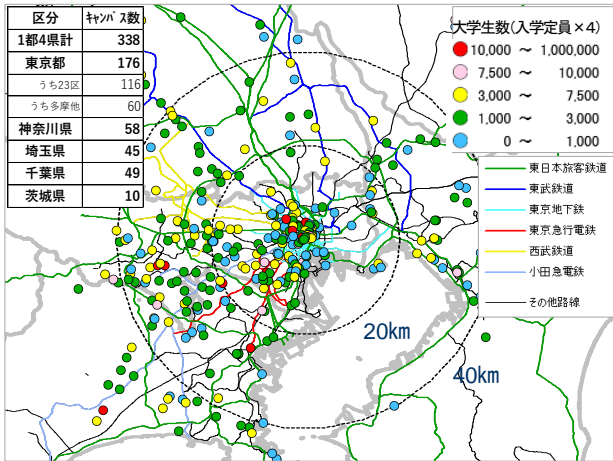 区分 キャンパス数
1都4県計 338
東京都 176
うち23区 116
うち多摩他 60
神奈川県 58
埼玉県 45
千葉県 49
茨城県 10
大学生数(入学定員×4)
10,000 ～ 1,000,000
7,500 ～ 10,000
3,000 ～ 7,500
1,000 ～ 3,000
0 ～ 1,000
東日本旅客鉄道
東武鉄道
東京地下鉄
東京急行電鉄
西武鉄道
小田急電鉄
その他路線
20km
40km